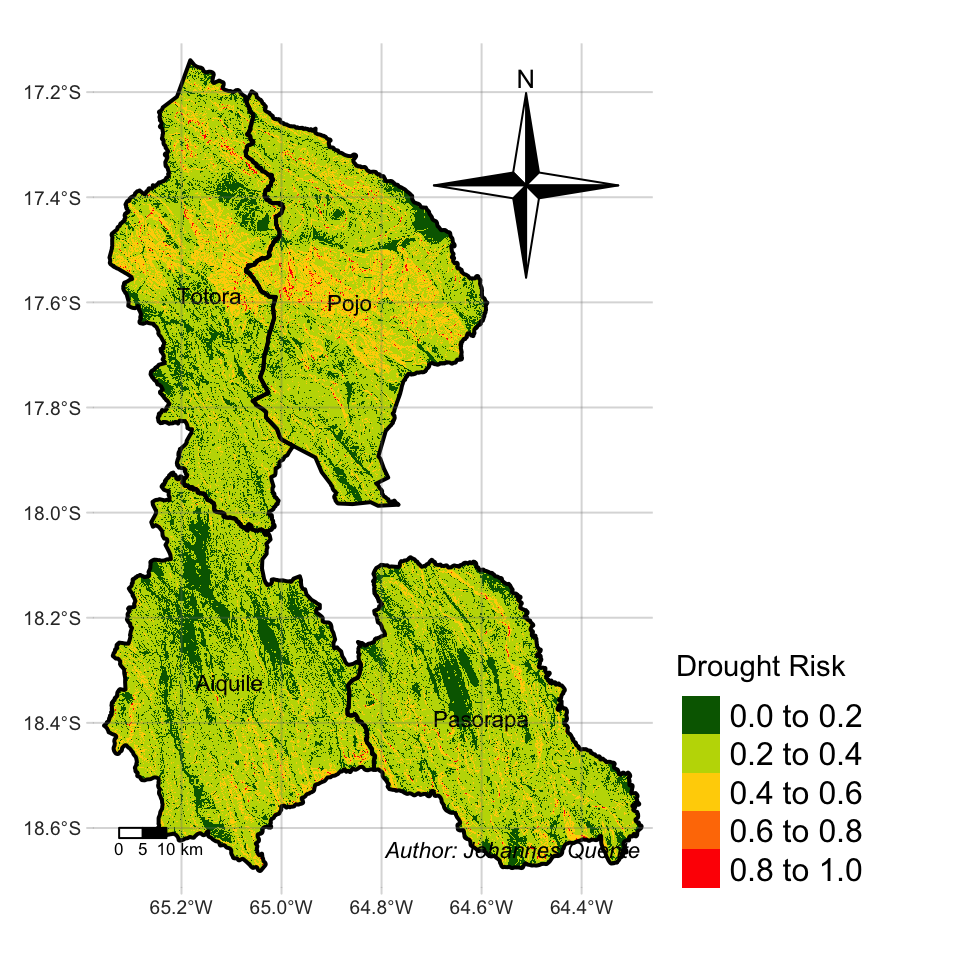 N
17.2°S
17.4°S
17.6°S
17.8°S
18.0°S
18.2°S
18.4°S
18.6°S
Totora
Pojo
Aiquile
Pasorapa
Drought Risk
0.0 to 0.2
0.2 to 0.4
0.4 to 0.6
0.6 to 0.8
0.8 to 1.0
0 5 10 km
Author: Johannes Quente
65.2°W 65.0°W 64.8°W 64.6°W 64.4°W